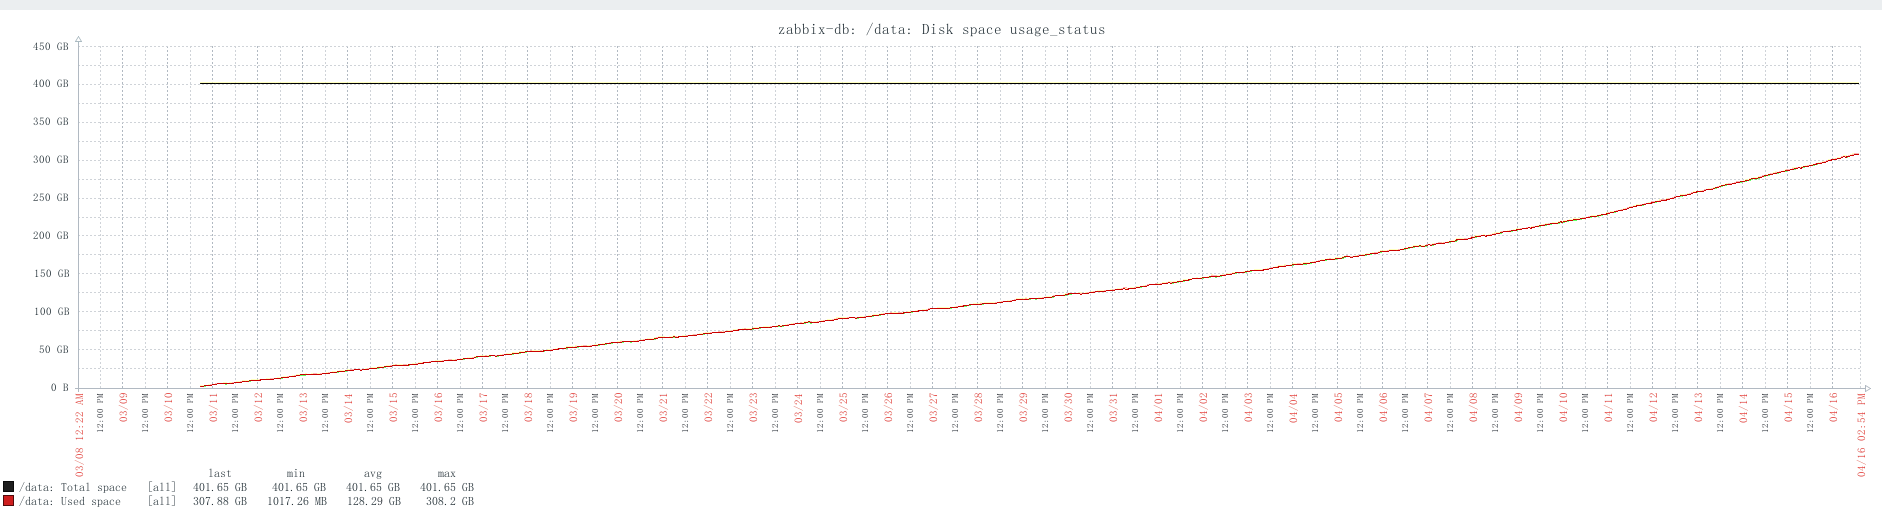 zabbix-db: /data: Disk space usage_status
450 GB
400 GB
350 GB
300 GB
250 GB
200 GB
150 GB
100 GB
50 GB
0 B
03/08 12:22 AM 12:00 PM 03/09 12:00 PM 03/10 12:00 PM 03/11 12:00 PM 03/12 12:00 PM 03/13 12:00 PM 03/14 12:00 PM 03/15 12:00 PM 03/16 12:00 PM 03/17 12:00 PM 03/18 12:00 PM 03/19 12:00 PM 03/20 12:00 PM 03/21 12:00 PM 03/22 12:00 PM 03/23 12:00 PM 03/24 12:00 PM 03/25 12:00 PM 03/26 12:00 PM 03/27 12:00 PM 03/28 12:00 PM 03/29 12:00 PM 03/30 12:00 PM 03/31 12:00 PM 04/01 12:00 PM 04/02 12:00 PM 04/03 12:00 PM 04/04 12:00 PM 04/05 12:00 PM 04/06 12:00 PM 04/07 12:00 PM 04/08 12:00 PM 04/09 12:00 PM 04/10 12:00 PM 04/11 12:00 PM 04/12 12:00 PM 04/13 12:00 PM 04/14 12:00 PM 04/15 12:00 PM 04/16 04/16 02:54 PM
last min avg max
/data: Total space [all] 401.65 GB 401.65 GB 401.65 GB 401.65 GB
/data: Used space [all] 307.88 GB 1017.26 MB 128.29 GB 308.2 GB